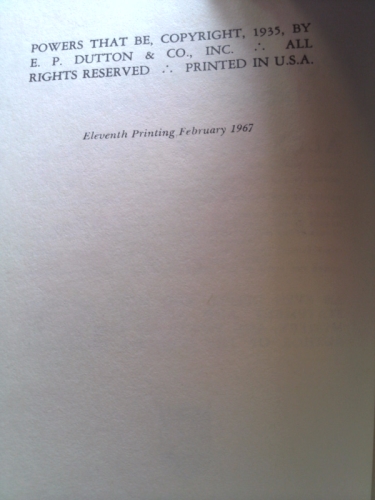 POWERS THAT BE, COPYRIGHT, 1935, BY
E. P. DUTTON & CO., INC. ∴ ALL
RIGHTS RESERVED ∴ PRINTED IN U.S.A.
Eleventh Printing February 1967